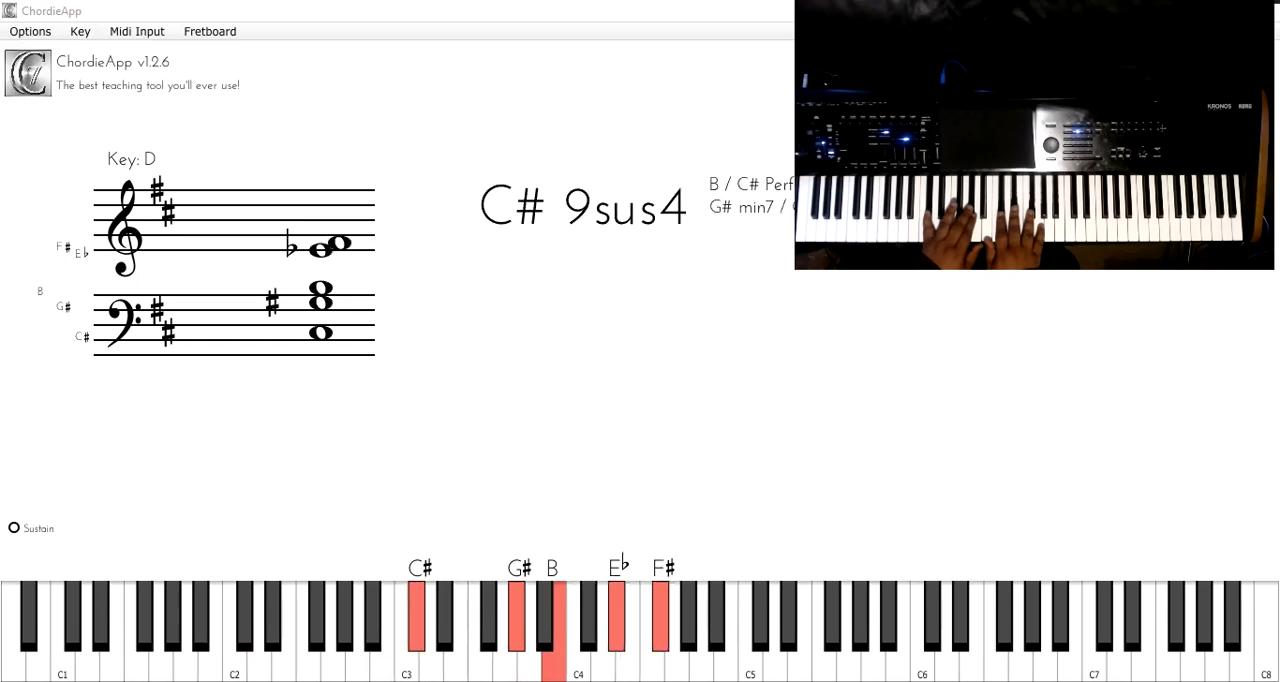 ChordieApp
Options Key Midi Input Fretboard
ChordieApp v1.2.6
The best teaching tool you'll ever use!
KRONOS KORG
Key: D
C# 9sus4
B / C# Perf
G# min7 /
F#
E♭
B
G#
C#
Sustain
C# G# B E♭ F#
C1 C2 C3 C4 C5 C6 C7 C8